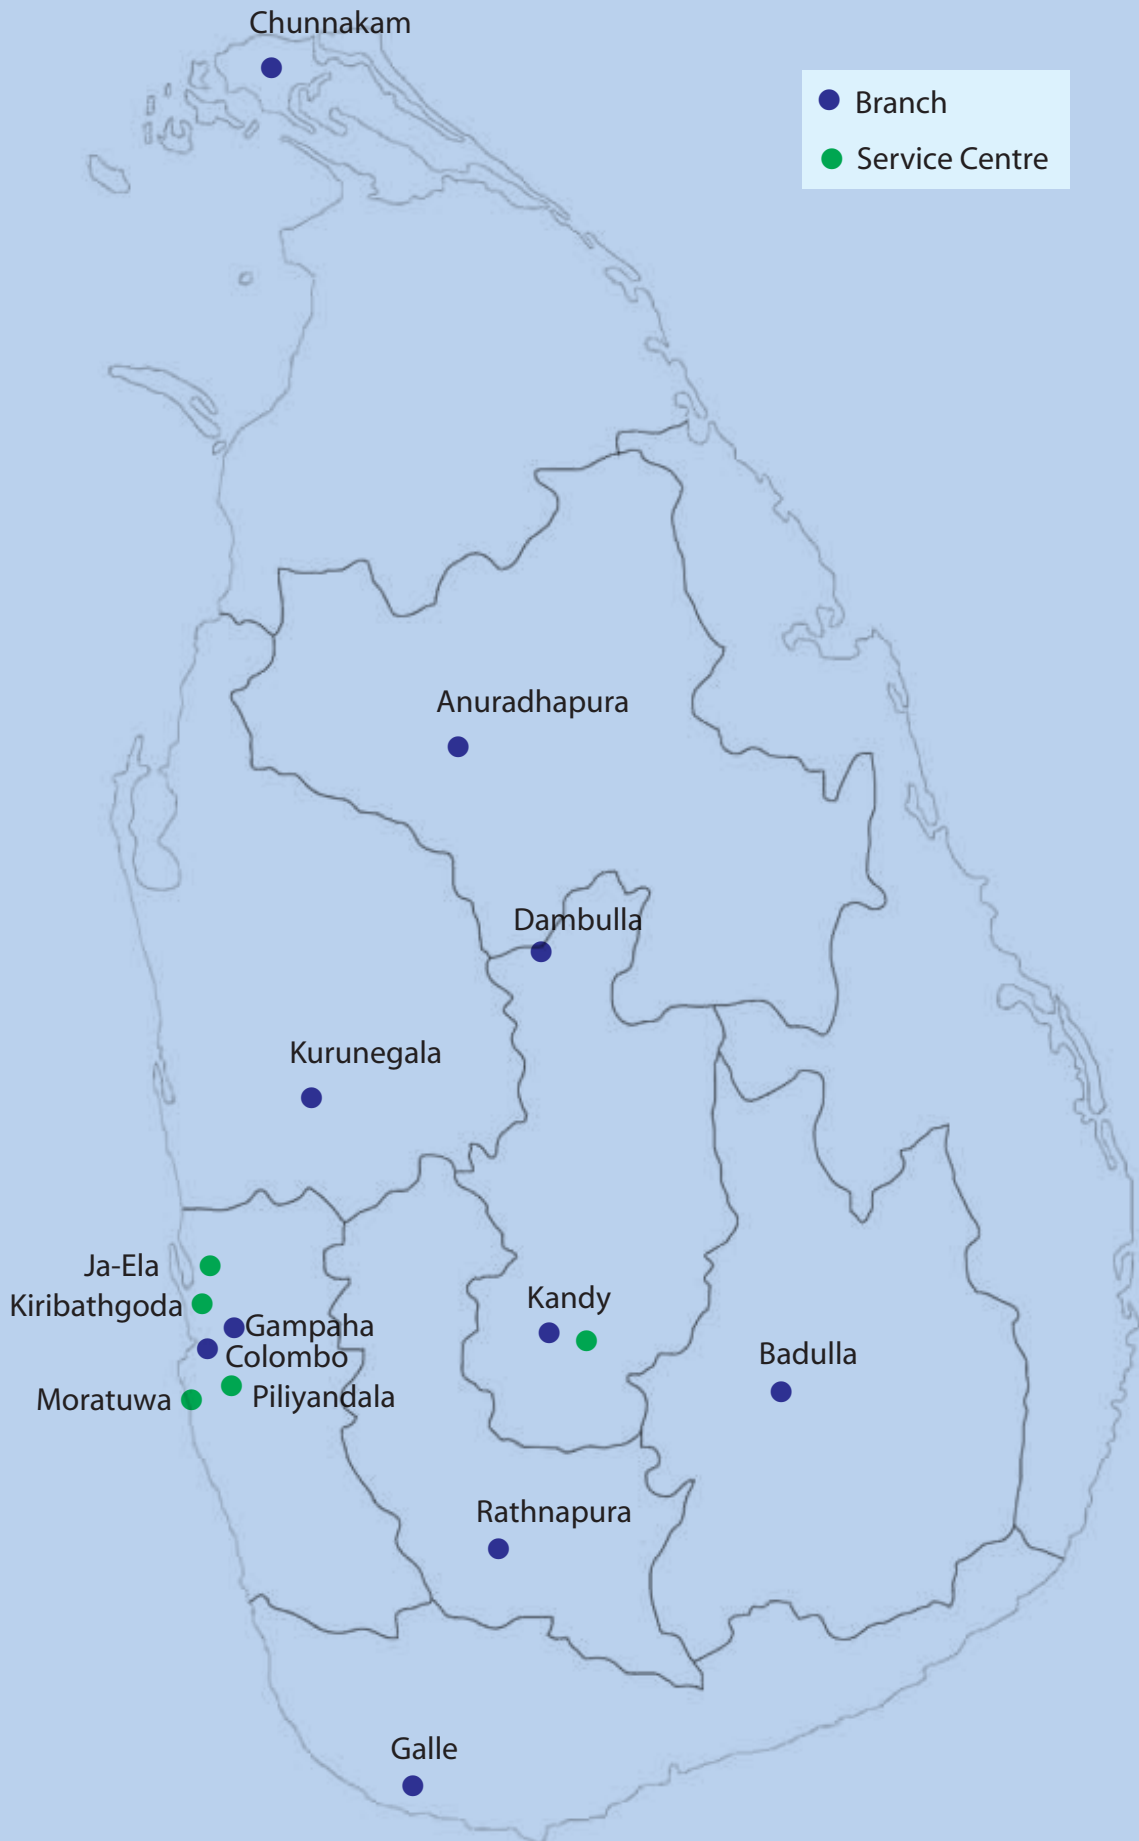 Chunnakam
Branch
Service Centre
Anuradhapura
Dambulla
Kurunegala
Ja-Ela
Kiribathgoda
Gampaha
Colombo
Moratuwa
Piliyandala
Kandy
Badulla
Rathnapura
Galle